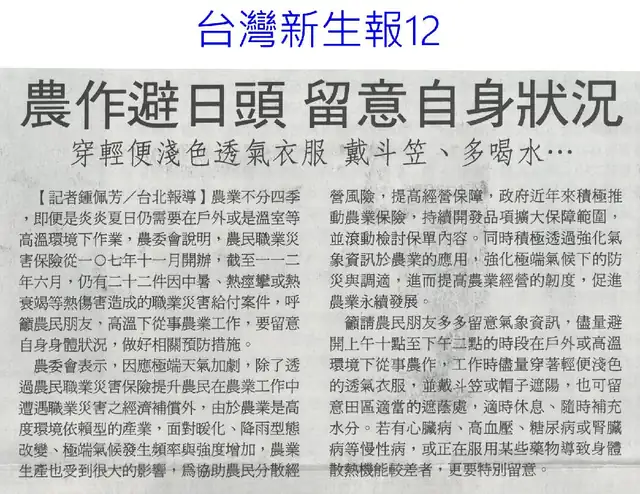 台灣新生報12
農作避日頭 留意自身狀況
穿輕便淺色透氣衣服 戴斗笠、多喝水…
【記者鍾佩芳／台北報導】農業不分四季
，即便是炎炎夏日仍需要在戶外或是溫室等
高溫環境下作業，農委會說明，農民職業災
害保險從一〇七年十一月開辦，截至一一二
年六月，仍有二十二件因中暑、熱痙攣或熱
衰竭等熱傷害造成的職業災害給付案件，呼
籲農民朋友，高溫下從事農業工作，要留意
自身身體狀況，做好相關預防措施。
農委會表示，因應極端天氣加劇，除了透
過農民職業災害保險提升農民在農業工作中
遭遇職業災害之經濟補償外，由於農業是高
度環境依賴型的產業，面對暖化、降雨型態
改變、極端氣候發生頻率與強度增加，農業
生產也受到很大的影響，為協助農民分散經
營風險，提高經營保障，政府近年來積極推
動農業保險，持續開發品項擴大保障範圍，
並滾動檢討保單內容。同時積極透過強化氣
象資訊於農業的應用，強化極端氣候下的防
災與調適，進而提高農業經營的韌度，促進
農業永續發展。
籲請農民朋友多多留意氣象資訊，儘量避
開上午十點至下午二點的時段在戶外或高溫
環境下從事農作，工作時儘量穿著輕便淺色
的透氣衣服，並戴斗笠或帽子遮陽，也可留
意田區適當的遮蔭處，適時休息、隨時補充
水分。若有心臟病、高血壓、糖尿病或腎臟
病等慢性病，或正在服用某些藥物導致身體
散熱機能較差者，更要特別留意。